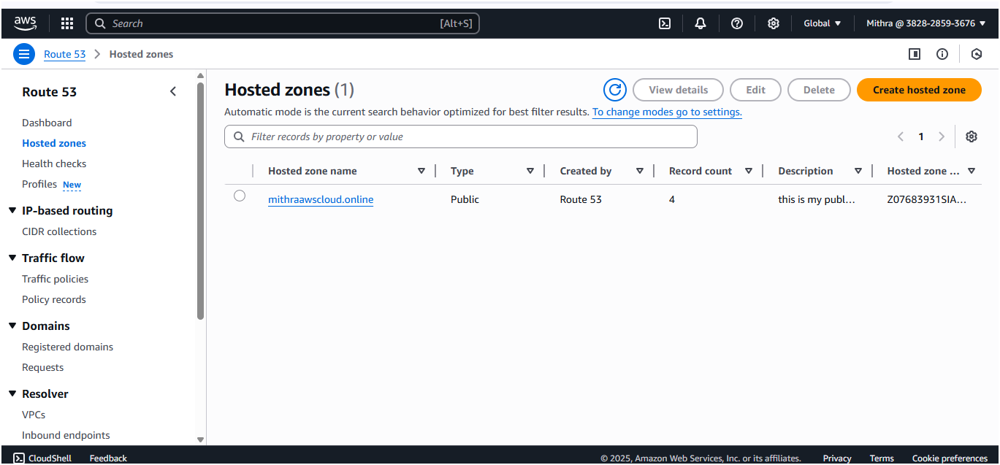 aws
Search [Alt+S]
Global
Mithra @ 3828-2859-3676
Route 53 Hosted zones
Route 53
Dashboard
Hosted zones
Health checks
Profiles New
IP-based routing
CIDR collections
Traffic flow
Traffic policies
Policy records
Domains
Registered domains
Requests
Resolver
VPCs
Inbound endpoints
Hosted zones (1)
View details
Edit
Delete
Create hosted zone
Automatic mode is the current search behavior optimized for best filter results. To change modes go to settings.
Filter records by property or value
1
Hosted zone name Type Created by Record count Description Hosted zone ...
mithraawscloud.online Public Route 53 4 this is my publ... Z07683931SIA...
CloudShell Feedback © 2025, Amazon Web Services, Inc. or its affiliates. Privacy Terms Cookie preferences